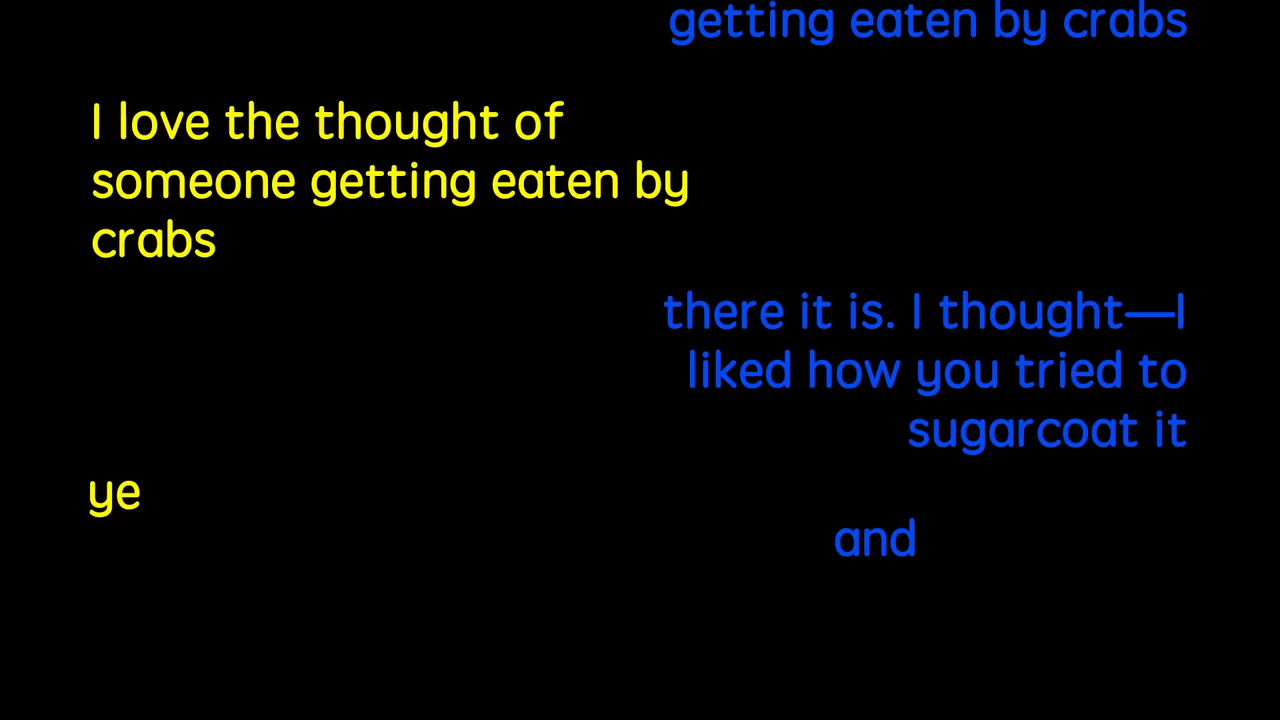 getting eaten by crabs
I love the thought of
someone getting eaten by
crabs
there it is. I thought—I
liked how you tried to
sugarcoat it
ye
and